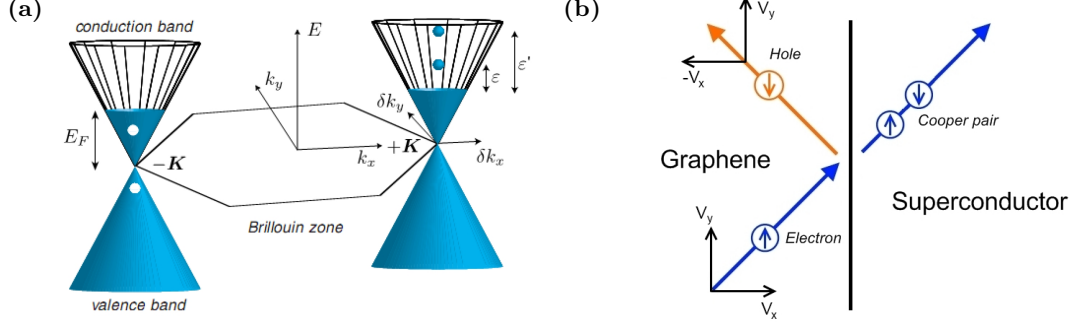 (a)
conduction band
E
k_y
ε
ε'
δk_y
E_F
−K
+K
k_x
δk_x
Brillouin zone
valence band
(b)
V_y
Hole
-V_x
Cooper pair
Graphene
Superconductor
V_y
Electron
V_x